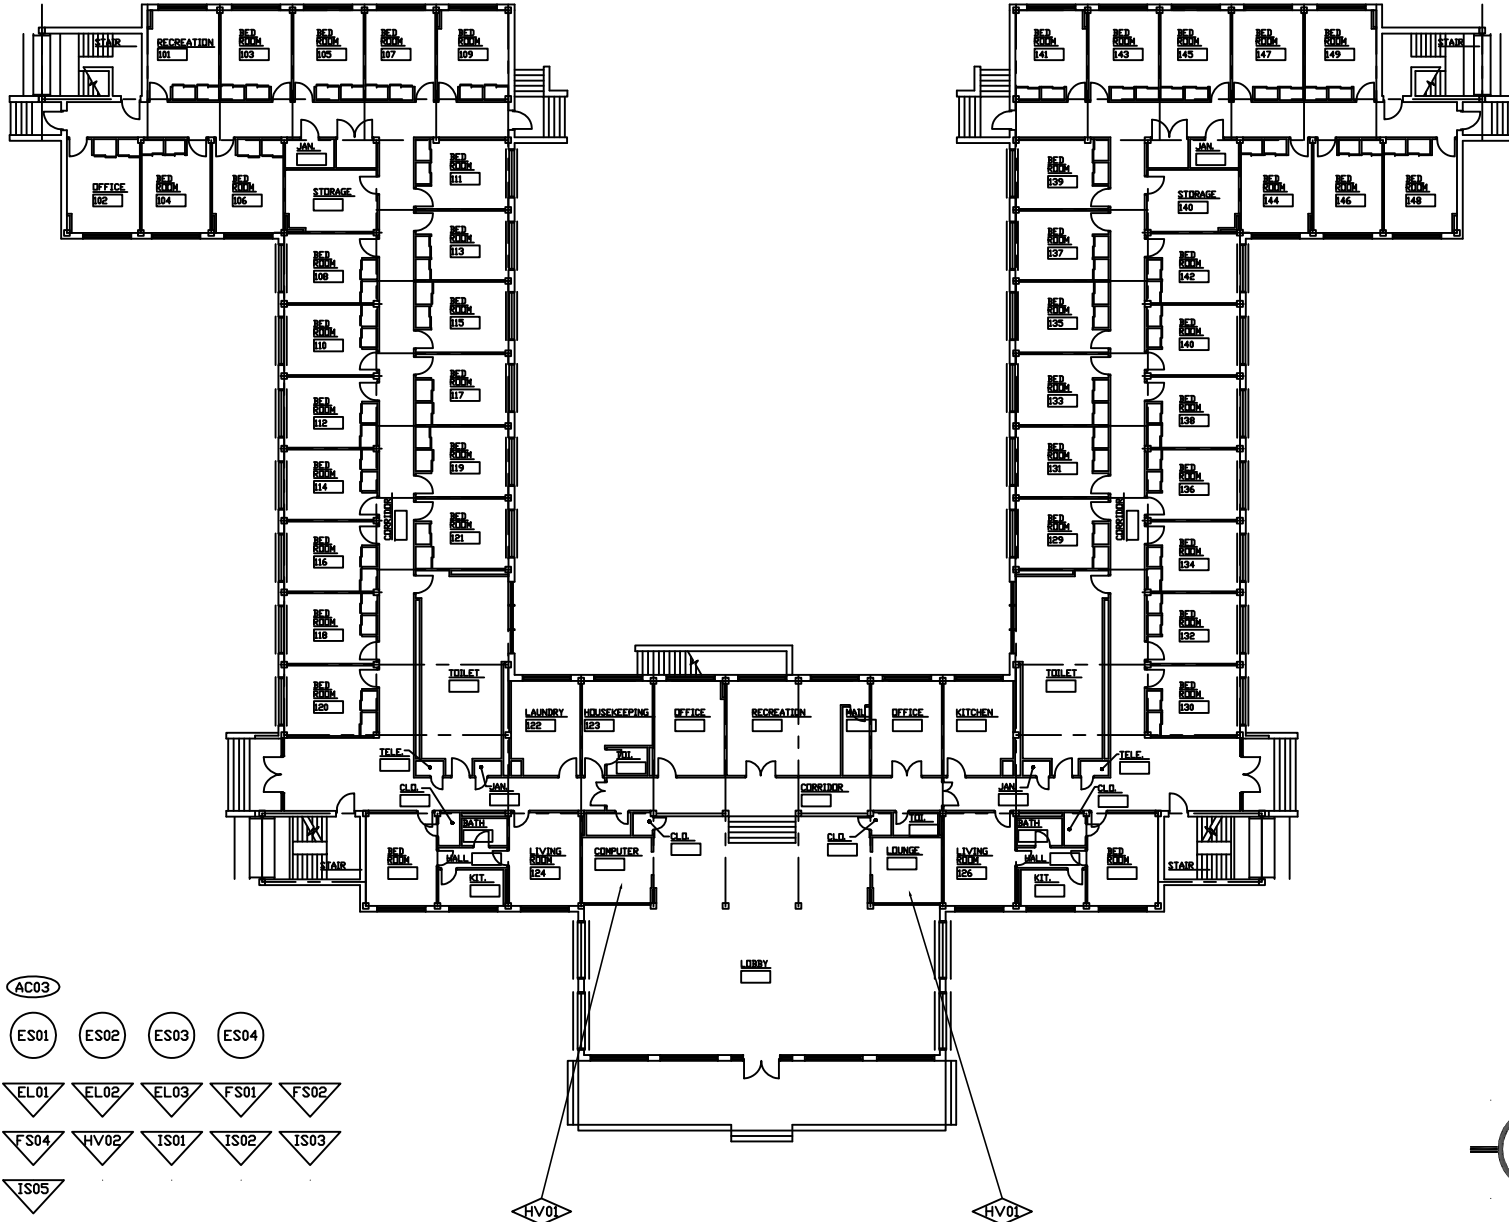 STAIR
RECREATION
101
BED
ROOM
103
BED
ROOM
105
BED
ROOM
107
BED
ROOM
109
BED
ROOM
141
BED
ROOM
143
BED
ROOM
145
BED
ROOM
147
BED
ROOM
149
STAIR
OFFICE
102
BED
ROOM
104
BED
ROOM
106
JAN.
STORAGE
BED
ROOM
111
BED
ROOM
139
JAN.
STORAGE
140
BED
ROOM
144
BED
ROOM
146
BED
ROOM
148
BED
ROOM
108
BED
ROOM
113
BED
ROOM
137
BED
ROOM
142
BED
ROOM
110
BED
ROOM
115
BED
ROOM
135
BED
ROOM
140
BED
ROOM
112
BED
ROOM
117
BED
ROOM
133
BED
ROOM
138
BED
ROOM
114
BED
ROOM
119
BED
ROOM
131
BED
ROOM
136
CORRIDOR
CORRIDOR
BED
ROOM
116
BED
ROOM
121
BED
ROOM
129
BED
ROOM
134
BED
ROOM
118
BED
ROOM
132
BED
ROOM
120
TOILET
TOILET
BED
ROOM
130
LAUNDRY
122
HOUSEKEEPING
123
OFFICE
RECREATION
MAIL
OFFICE
KITCHEN
TELE.
TOI.
TELE.
CLO.
JAN.
CORRIDOR
JAN.
CLO.
BATH
TOI.
BATH
CLO.
CLO.
STAIR
BED
ROOM
HALL
KIT.
LIVING
ROOM
124
COMPUTER
LOUNGE
LIVING
ROOM
126
HALL
KIT.
BED
ROOM
STAIR
LOBBY
AC03
ES01 ES02 ES03 ES04
EL01 EL02 EL03 FS01 FS02
FS04 HV02 IS01 IS02 IS03
IS05
HV01 HV01